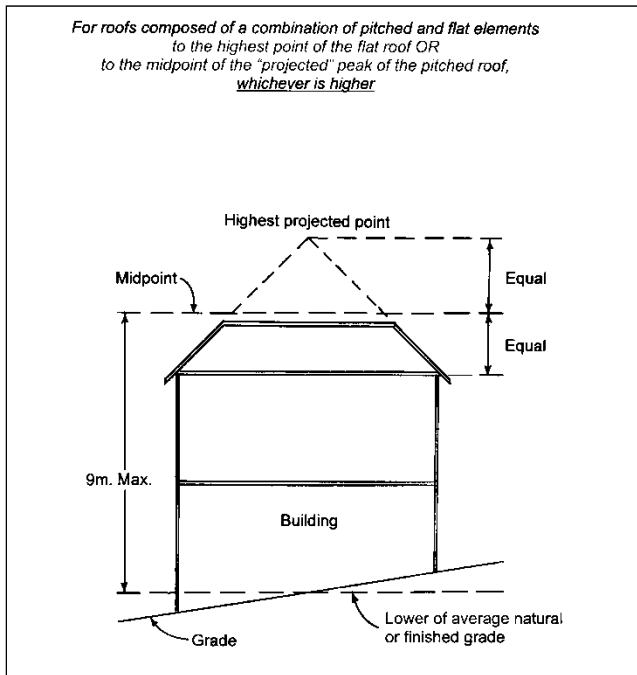 For roofs composed of a combination of pitched and flat elements
to the highest point of the flat roof OR
to the midpoint of the "projected" peak of the pitched roof,
whichever is higher
Highest projected point
Midpoint
Equal
Equal
9m. Max.
Building
Lower of average natural
or finished grade
Grade